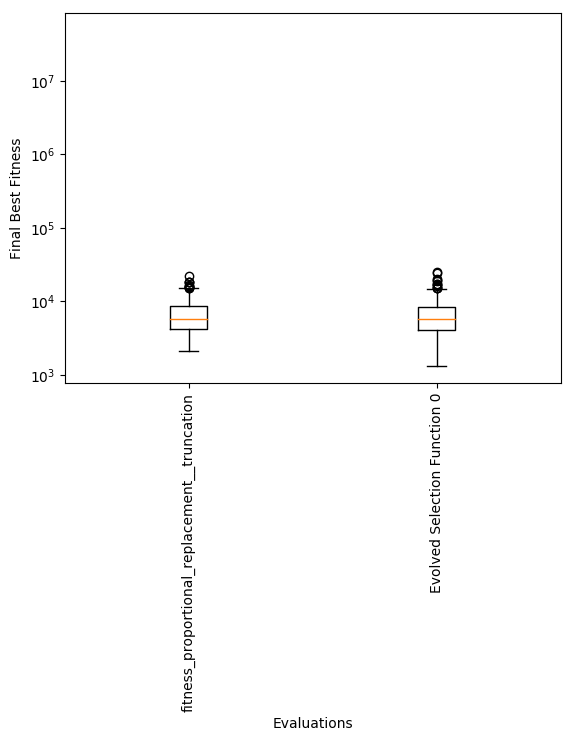 Final Best Fitness
10^7
10^6
10^5
10^4
10^3
fitness_proportional_replacement__truncation
Evolved Selection Function 0
Evaluations